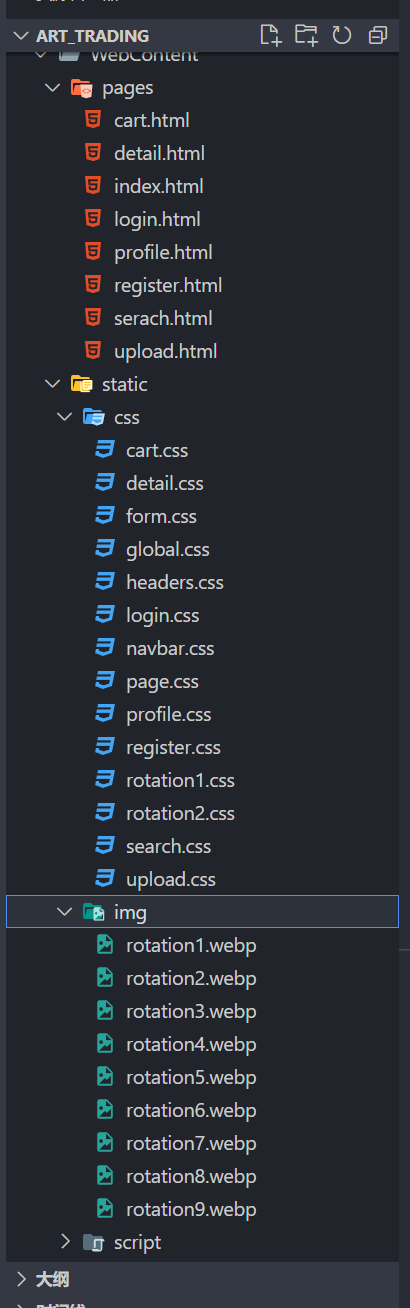 ART_TRADING
WebContent
pages
cart.html
detail.html
index.html
login.html
profile.html
register.html
serach.html
upload.html
static
css
cart.css
detail.css
form.css
global.css
headers.css
login.css
navbar.css
page.css
profile.css
register.css
rotation1.css
rotation2.css
search.css
upload.css
img
rotation1.webp
rotation2.webp
rotation3.webp
rotation4.webp
rotation5.webp
rotation6.webp
rotation7.webp
rotation8.webp
rotation9.webp
script
大纲
时间线